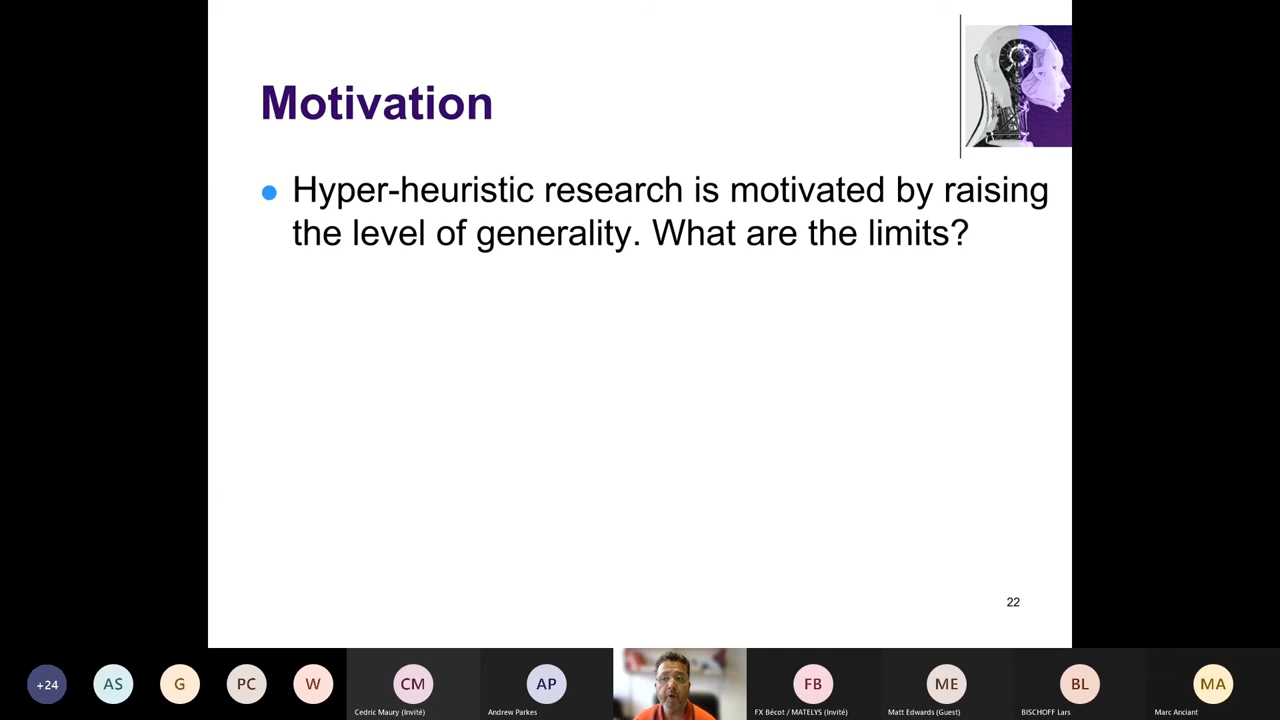 Motivation
Hyper-heuristic research is motivated by raising
the level of generality. What are the limits?
22
+24
AS
G
PC
W
CM
AP
FB
ME
BL
MA
Cedric Maury (Invité)
Andrew Parkes
FX Bécot / MATELYS (Invité)
Matt Edwards (Guest)
BISCHOFF Lars
Marc Anciant